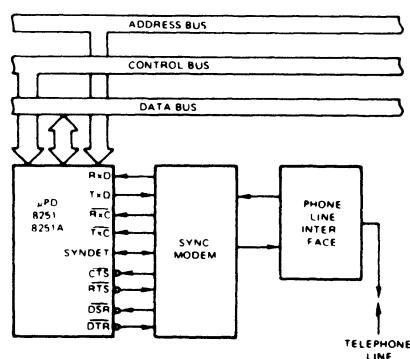 ADDRESS BUS
CONTROL BUS
DATA BUS
μPD
8251
8251A
RxD
TxD
RxC
TxC
SYNDET
CTS
RTS
DSR
DTR
SYNC
MODEM
PHONE
LINE
INTER
FACE
TELEPHONE
LINE